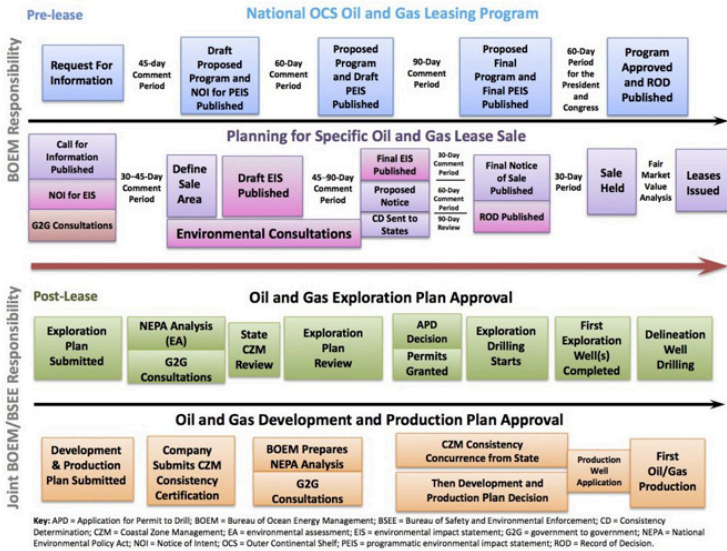 Pre-lease
National OCS Oil and Gas Leasing Program
BOEM Responsibility
Request For
Information
45-day
Comment
Period
Draft
Proposed
Program and
NOI for PEIS
Published
60-Day
Comment
Period
Proposed
Program
and Draft
PEIS
Published
90-Day
Comment
Period
Proposed
Final
Program and
Final PEIS
Published
60-Day
Period
for the
President
and
Congress
Program
Approved
and ROD
Published
Planning for Specific Oil and Gas Lease Sale
Call for
Information
Published
NOI for EIS
G2G Consultations
30–45-day
Comment
Period
Define
Sale
Area
Draft EIS
Published
Environmental Consultations
45–90-Day
Comment
Period
Final EIS
Published
Proposed
Notice
CD Sent to
States
30-Day
Comment
Period
60-Day
Comment
Period
90-Day
Review
Final Notice
of Sale
Published
ROD Published
30-Day
Period
Sale
Held
Fair
Market
Value
Analysis
Leases
Issued
Joint BOEM/BSEE Responsibility
Post-Lease
Oil and Gas Exploration Plan Approval
Exploration
Plan
Submitted
NEPA Analysis
(EA)
G2G
Consultations
State
CZM
Review
Exploration
Plan
Review
APD
Decision
Permits
Granted
Exploration
Drilling
Starts
First
Exploration
Well(s)
Completed
Delineation
Well
Drilling
Oil and Gas Development and Production Plan Approval
Development
& Production
Plan Submitted
Company
Submits CZM
Consistency
Certification
BOEM Prepares
NEPA Analysis
G2G
Consultations
CZM Consistency
Concurrence from State
Then Development and
Production Plan Decision
Production
Well
Application
First
Oil/Gas
Production
Key: APD = Application for Permit to Drill; BOEM = Bureau of Ocean Energy Management; BSEE = Bureau of Safety and Environmental Enforcement; CD = Consistency
Determination; CZM = Coastal Zone Management; EA = environmental assessment; EIS = environmental impact statement; G2G = government to government; NEPA = National
Environmental Policy Act; NOI = Notice of Intent; OCS = Outer Continental Shelf; PEIS = programmatic environmental impact statement; ROD = Record of Decision.